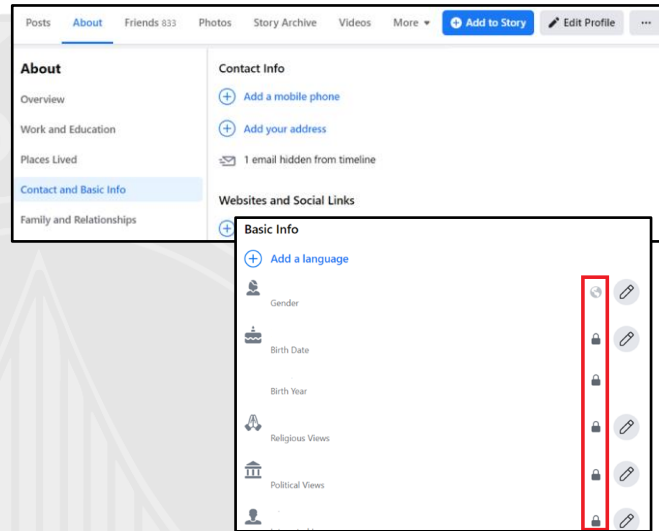 Posts About Friends 833 Photos Story Archive Videos More Add to Story Edit Profile ...
About
Overview
Work and Education
Places Lived
Contact and Basic Info
Family and Relationships
Contact Info
Add a mobile phone
Add your address
1 email hidden from timeline
Websites and Social Links
Basic Info
Add a language
Gender
Birth Date
Birth Year
Religious Views
Political Views